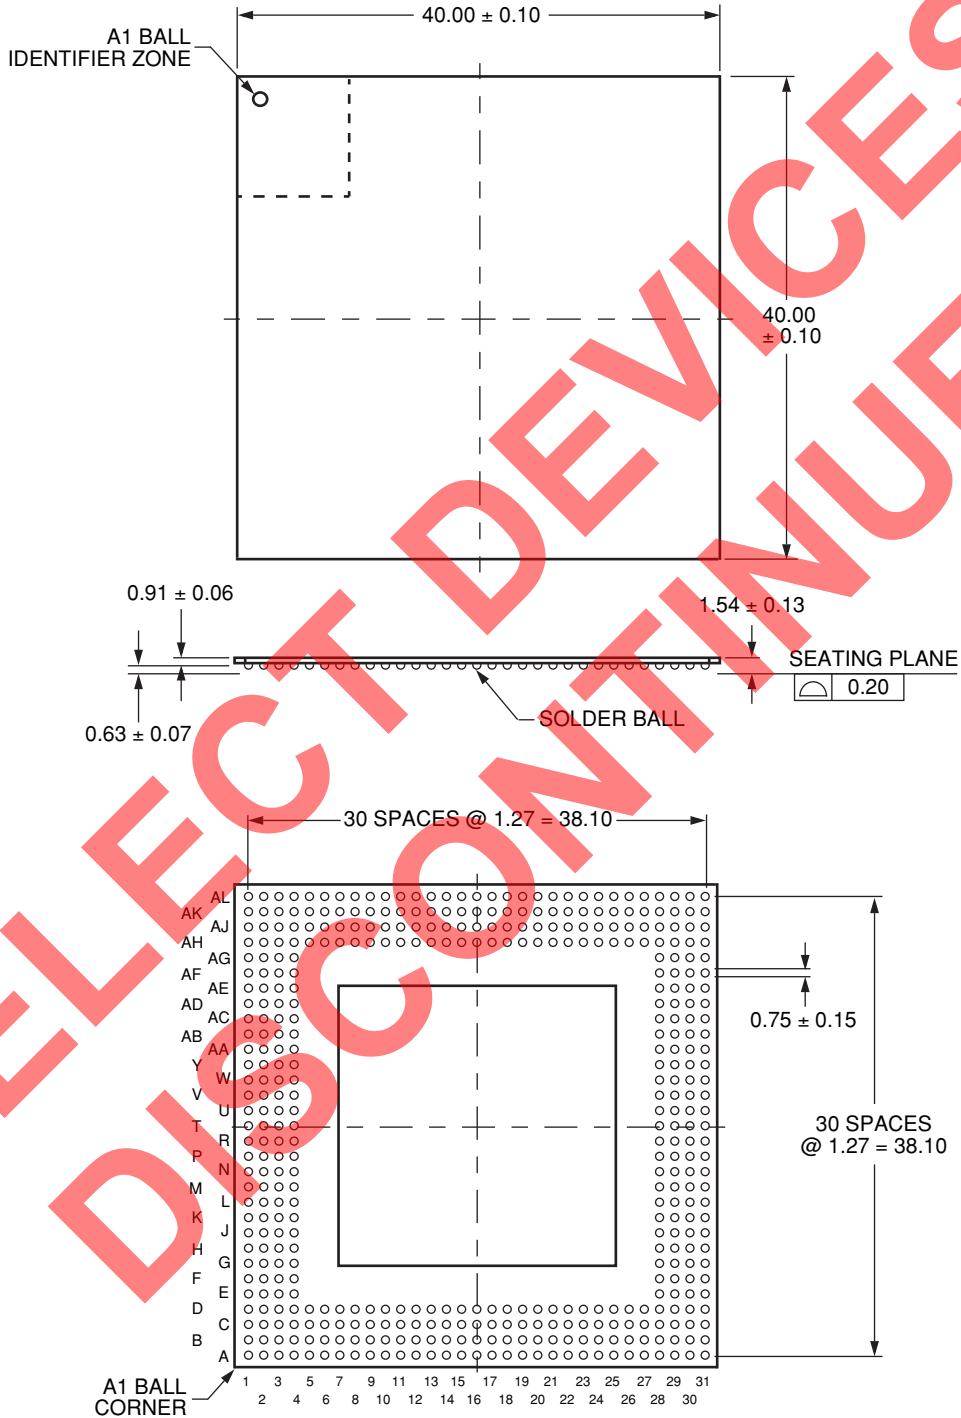 40.00 ± 0.10
A1 BALL
IDENTIFIER ZONE
40.00
± 0.10
0.91 ± 0.06
1.54 ± 0.13
SEATING PLANE
0.20
SOLDER BALL
0.63 ± 0.07
30 SPACES @ 1.27 = 38.10
AL
AK
AJ
AH
AG
AF
AE
AD
AC
AB
AA
Y
W
V
U
T
R
P
N
M
L
K
J
H
G
F
E
D
C
B
A
0.75 ± 0.15
30 SPACES
@ 1.27 = 38.10
1 3 5 7 9 11 13 15 17 19 21 23 25 27 29 31
2 4 6 8 10 12 14 16 18 20 22 24 26 28 30
A1 BALL
CORNER
ELECT DEVICES
DISCONTINUE